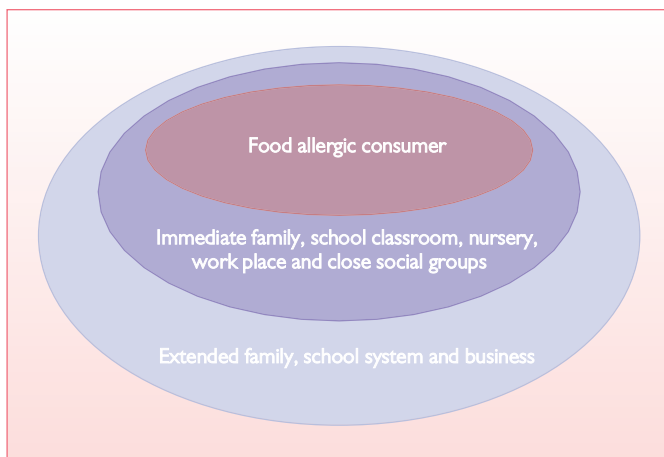 Food allergic consumer
Immediate family, school classroom, nursery,
work place and close social groups
Extended family, school system and business